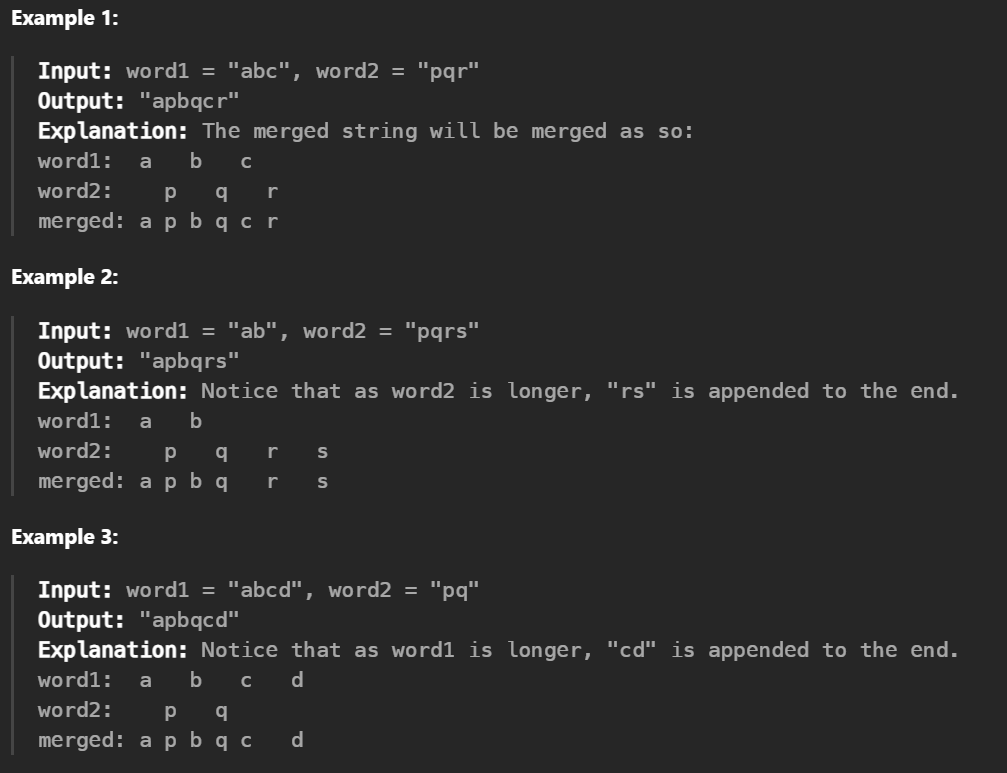 Example 1:
Input: word1 = "abc", word2 = "pqr"
Output: "apbqcr"
Explanation: The merged string will be merged as so:
word1:  a   b   c
word2:    p   q   r
merged: a p b q c r
Example 2:
Input: word1 = "ab", word2 = "pqrs"
Output: "apbqrs"
Explanation: Notice that as word2 is longer, "rs" is appended to the end.
word1:  a   b
word2:    p   q   r   s
merged: a p b q   r   s
Example 3:
Input: word1 = "abcd", word2 = "pq"
Output: "apbqcd"
Explanation: Notice that as word1 is longer, "cd" is appended to the end.
word1:  a   b   c   d
word2:    p   q
merged: a p b q c   d